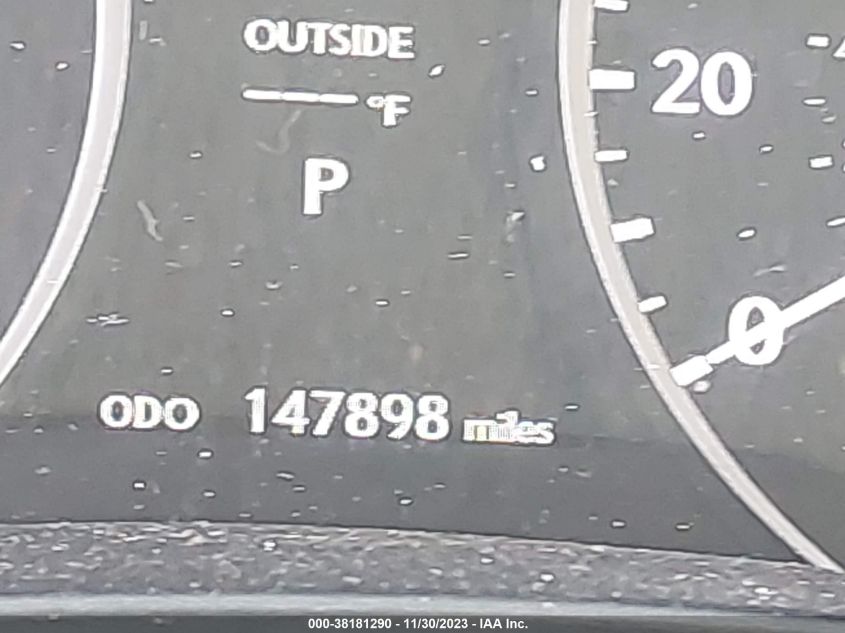 OUTSIDE
°F
20
P
0
ODO 147898 miles
000-38181290 - 11/30/2023 - IAA Inc.